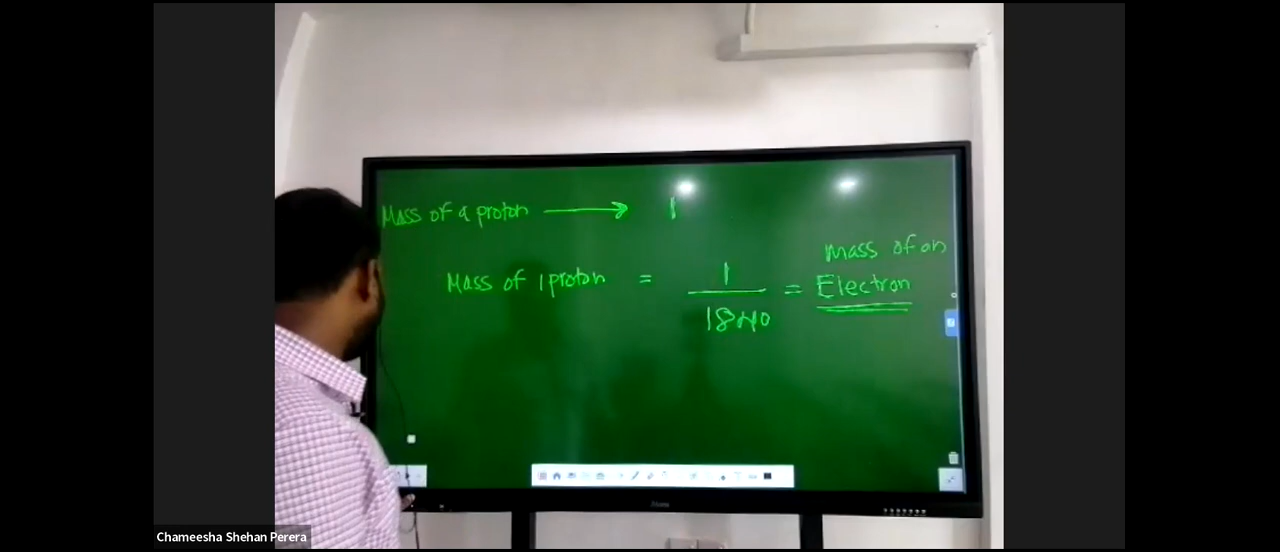 Mass of a proton → 1
Mass of an
Mass of 1 proton = 1 / 1840 = Electron
Chameesha Shehan Perera